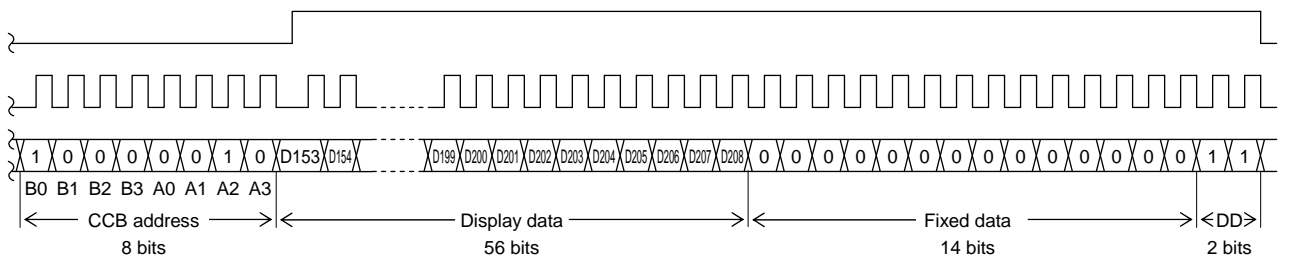 1 0 0 0 0 0 1 0 D153 D154 D199 D200 D201 D202 D203 D204 D205 D206 D207 D208 0 0 0 0 0 0 0 0 0 0 0 0 0 0 1 1
B0 B1 B2 B3 A0 A1 A2 A3
CCB address Display data Fixed data DD
8 bits 56 bits 14 bits 2 bits